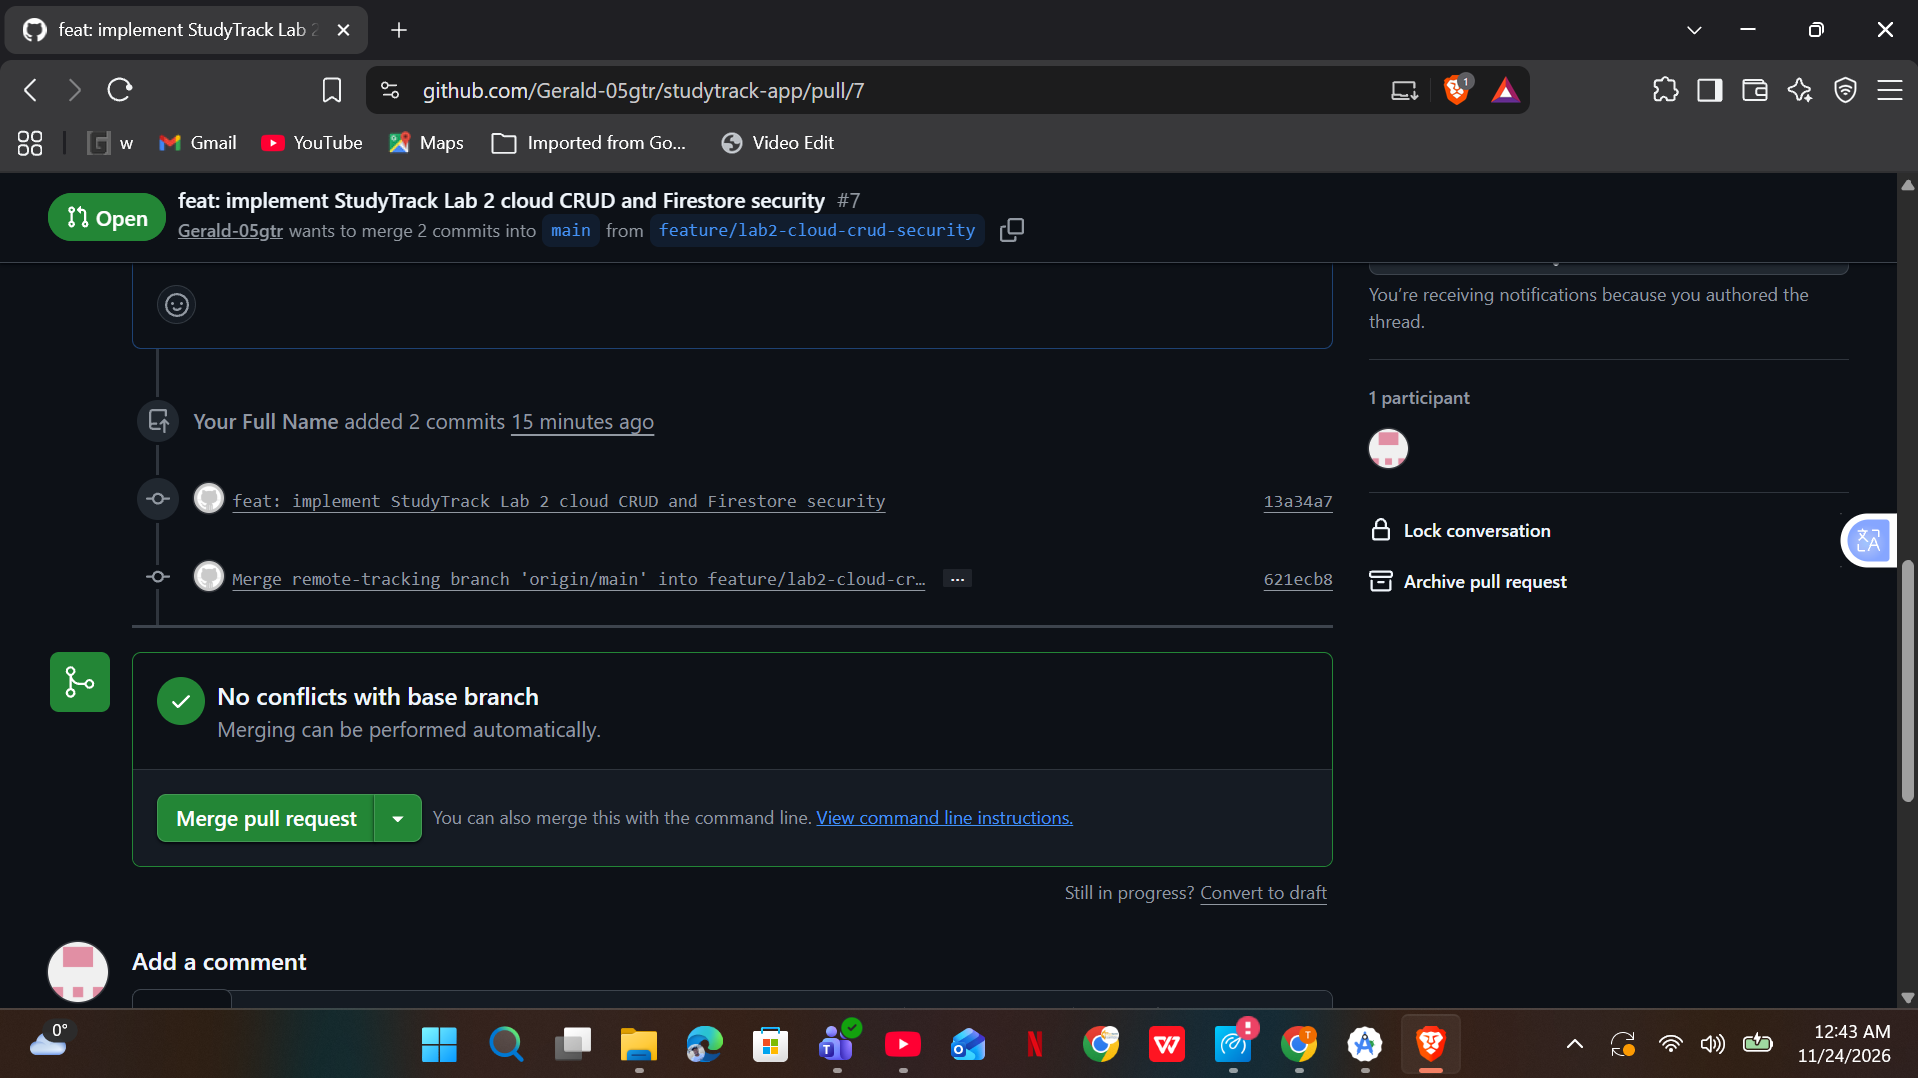 feat: implement StudyTrack Lab 2
github.com/Gerald-05gtr/studytrack-app/pull/7
1
w
Gmail
YouTube
Maps
Imported from Go...
Video Edit
Open
feat: implement StudyTrack Lab 2 cloud CRUD and Firestore security #7
Gerald-05gtr wants to merge 2 commits into main from feature/lab2-cloud-crud-security
You're receiving notifications because you authored the
thread.
1 participant
Your Full Name added 2 commits 15 minutes ago
feat: implement StudyTrack Lab 2 cloud CRUD and Firestore security 13a34a7
Merge remote-tracking branch 'origin/main' into feature/lab2-cloud-cr… ... 621ecb8
Lock conversation
Archive pull request
No conflicts with base branch
Merging can be performed automatically.
Merge pull request
You can also merge this with the command line. View command line instructions.
Still in progress? Convert to draft
Add a comment
0°
12:43 AM
11/24/2026